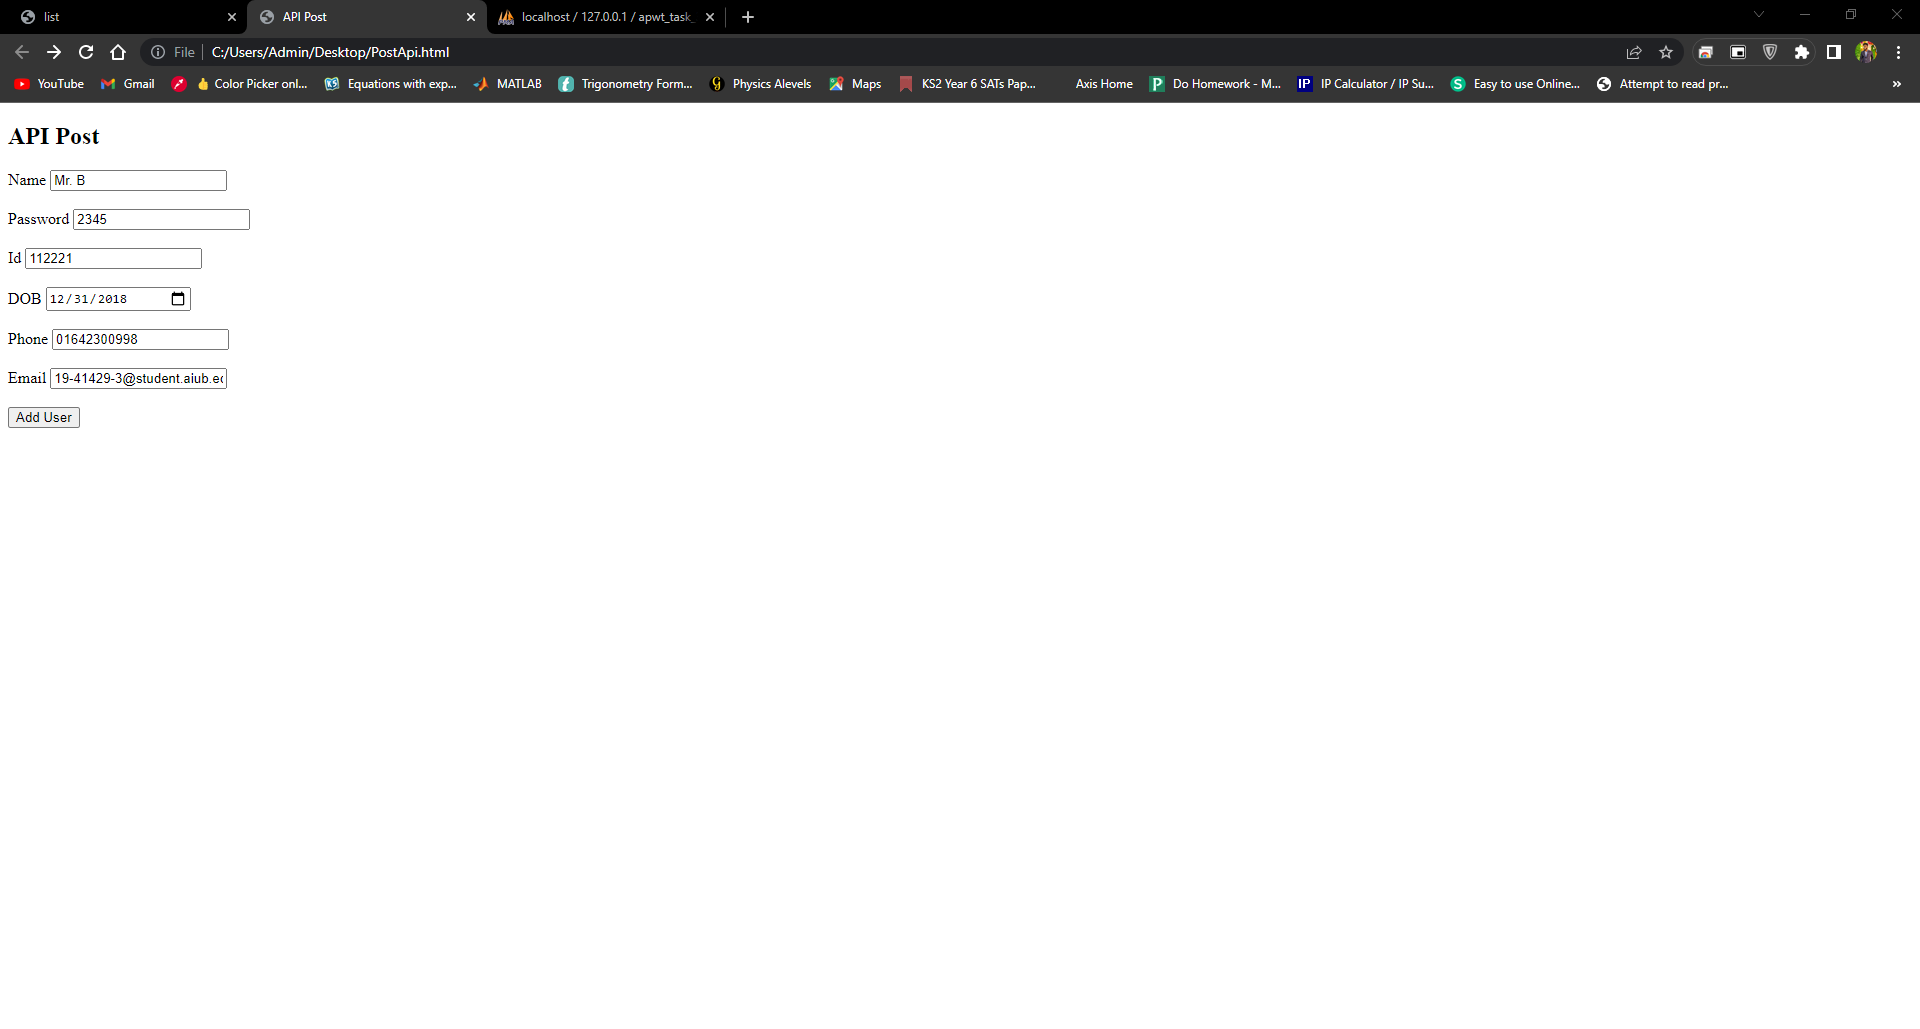 list
API Post
localhost / 127.0.0.1 / apwt_task_
File C:/Users/Admin/Desktop/PostApi.html
YouTube Gmail Color Picker onl... Equations with exp... MATLAB Trigonometry Form... Physics Alevels Maps KS2 Year 6 SATs Pap... Axis Home Do Homework - M... IP IP Calculator / IP Su... Easy to use Online... Attempt to read pr... »
API Post
Name Mr. B
Password 2345
Id 112221
DOB 12/31/2018
Phone 01642300998
Email 19-41429-3@student.aiub.ec
Add User